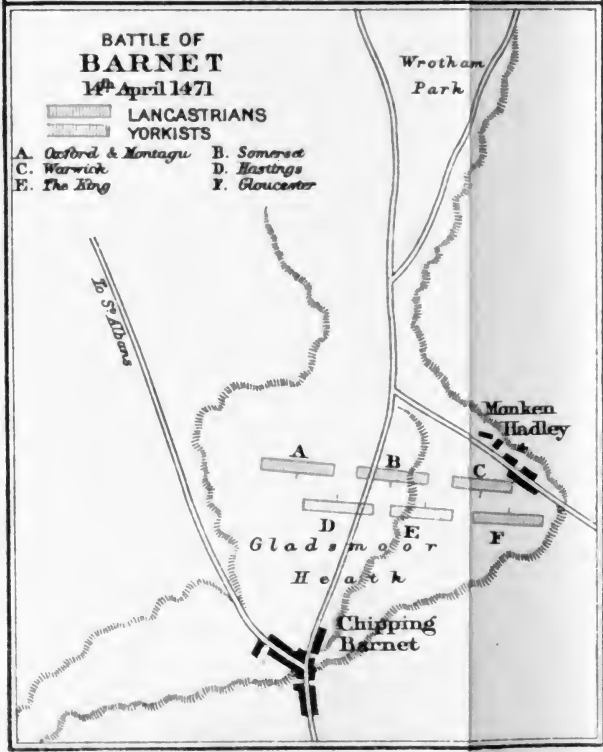 BATTLE OF
BARNET
14th April 1471
LANCASTRIANS
YORKISTS
A. Oxford & Montagu B. Somerset
C. Warwick D. Hastings
E. The King F. Gloucester
Wrotham
Park
To St. Albans
Monken
Hadley
A
B
C
D
E
F
Gladsmoor
Heath
Chipping
Barnet